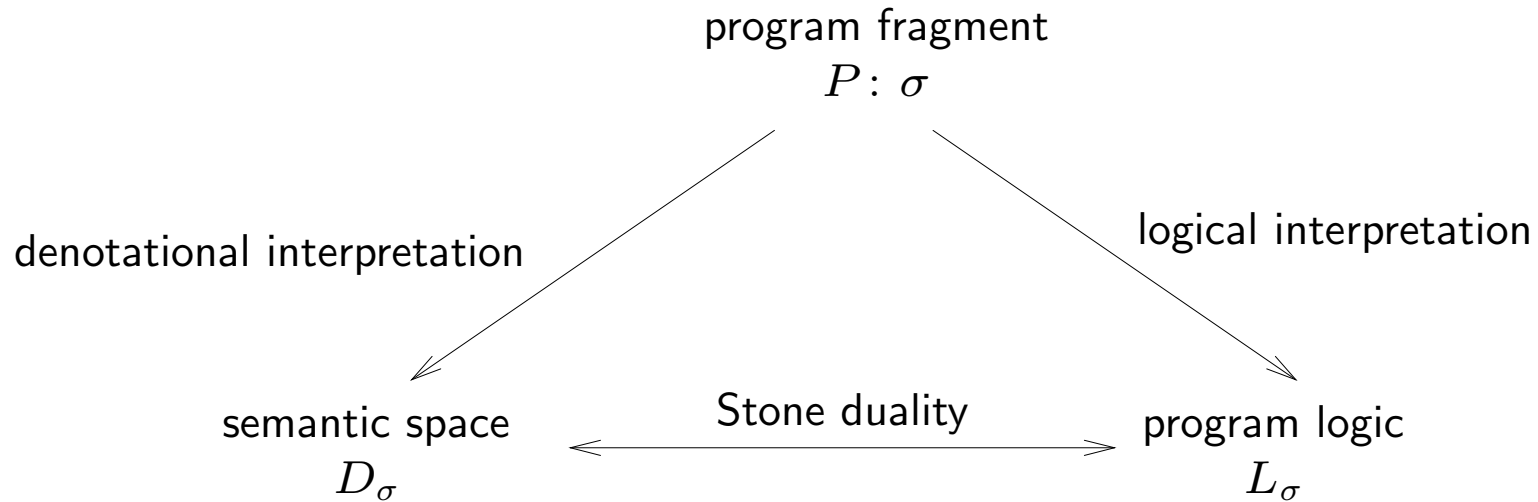 program fragment
P : σ
denotational interpretation
logical interpretation
semantic space
Stone duality
program logic
D_σ
L_σ